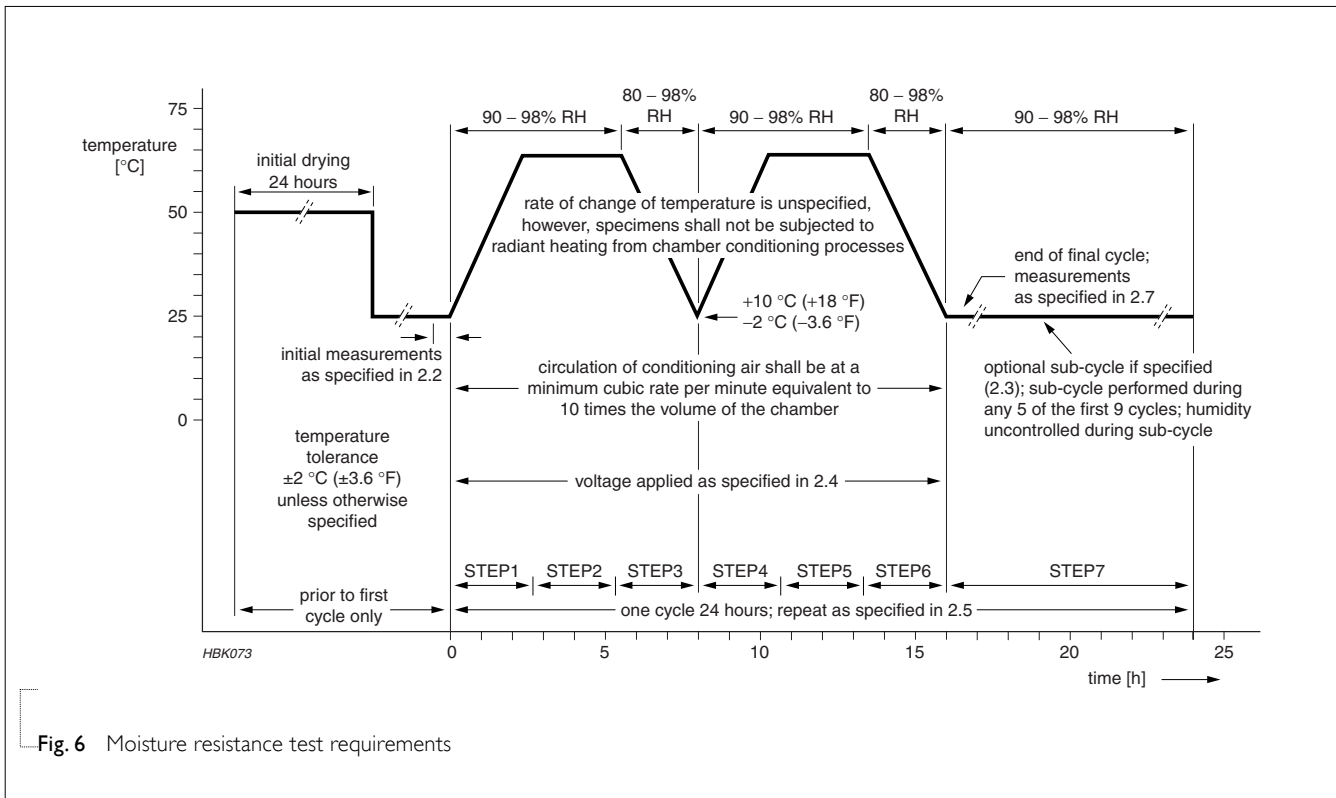 75
50
25
0
temperature
[°C]
initial drying
24 hours
90 – 98% RH
80 – 98%
RH
90 – 98% RH
80 – 98%
RH
90 – 98% RH
rate of change of temperature is unspecified,
however, specimens shall not be subjected to
radiant heating from chamber conditioning processes
+10 °C (+18 °F)
−2 °C (−3.6 °F)
end of final cycle;
measurements
as specified in 2.7
initial measurements
as specified in 2.2
circulation of conditioning air shall be at a
minimum cubic rate per minute equivalent to
10 times the volume of the chamber
optional sub-cycle if specified
(2.3); sub-cycle performed during
any 5 of the first 9 cycles; humidity
uncontrolled during sub-cycle
temperature
tolerance
±2 °C (±3.6 °F)
unless otherwise
specified
voltage applied as specified in 2.4
STEP1
STEP2
STEP3
STEP4
STEP5
STEP6
STEP7
prior to first
cycle only
one cycle 24 hours; repeat as specified in 2.5
HBK073
0
5
10
15
20
25
time [h]
Fig. 6 Moisture resistance test requirements